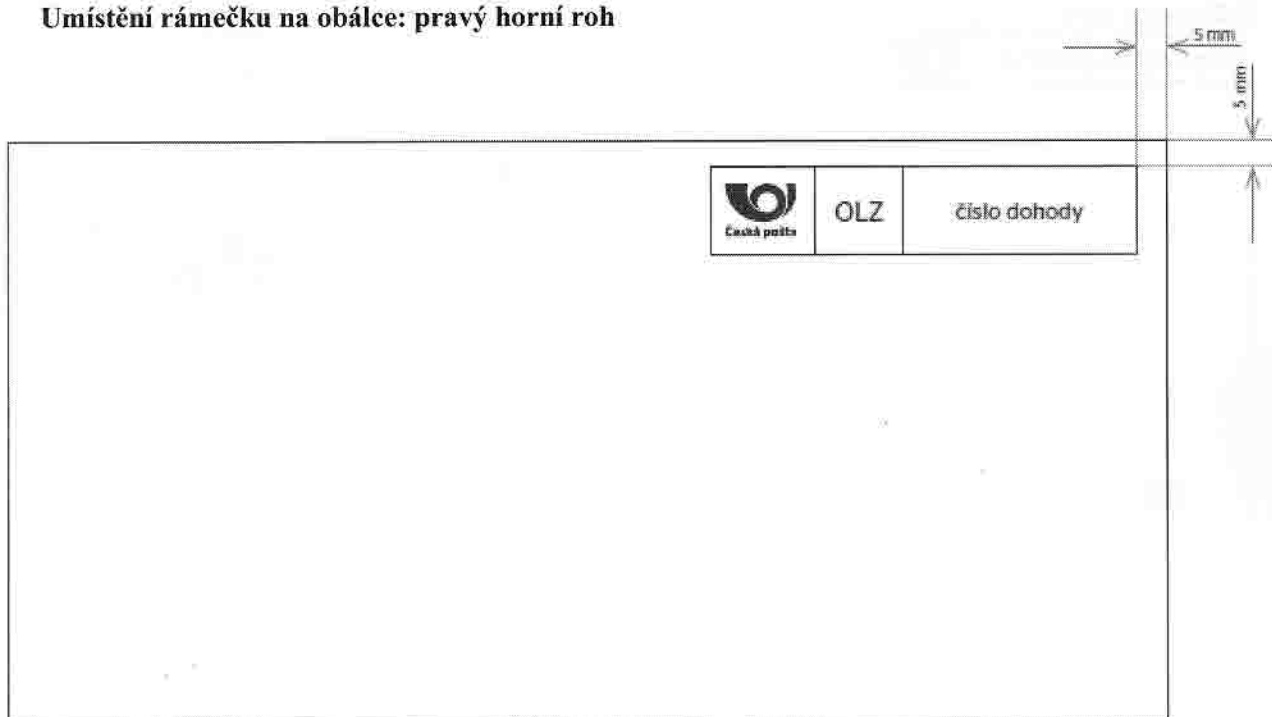 Umístění rámečku na obálce: pravý horní roh
5 mm
5 mm
Česká pošta
OLZ
číslo dohody